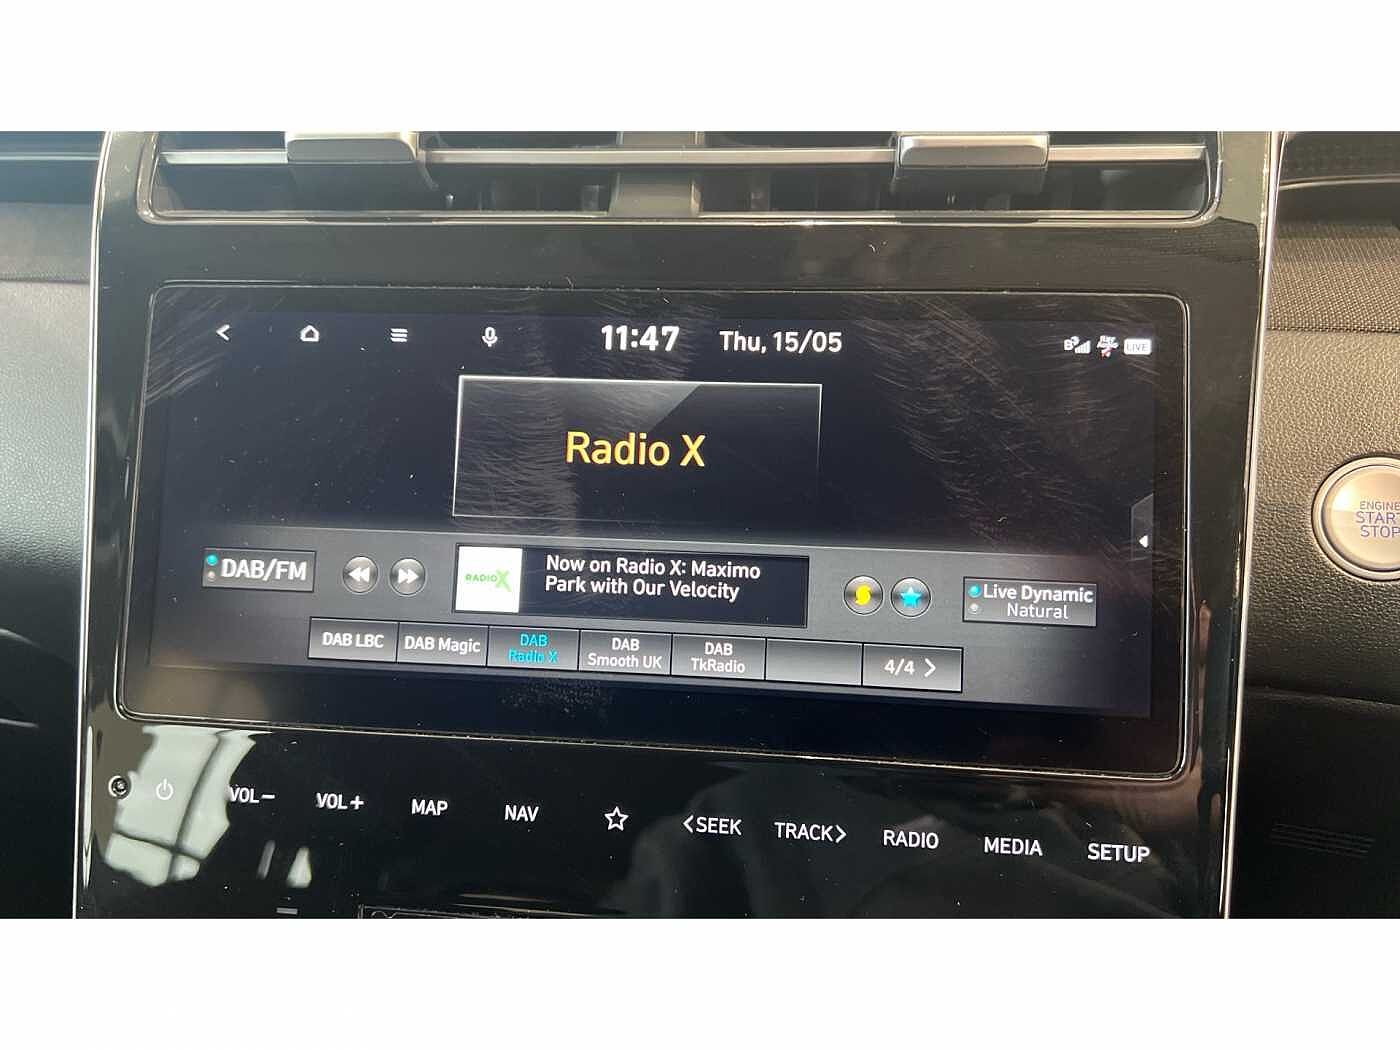 11:47 Thu, 15/05
LIVE
Radio X
DAB/FM
RADIO X
Now on Radio X: Maximo
Park with Our Velocity
Live Dynamic
Natural
DAB LBC
DAB Magic
DAB
Radio X
DAB
Smooth UK
DAB
TkRadio
4/4 >
ENGINE
START
STOP
VOL− VOL+ MAP NAV <SEEK TRACK> RADIO MEDIA SETUP